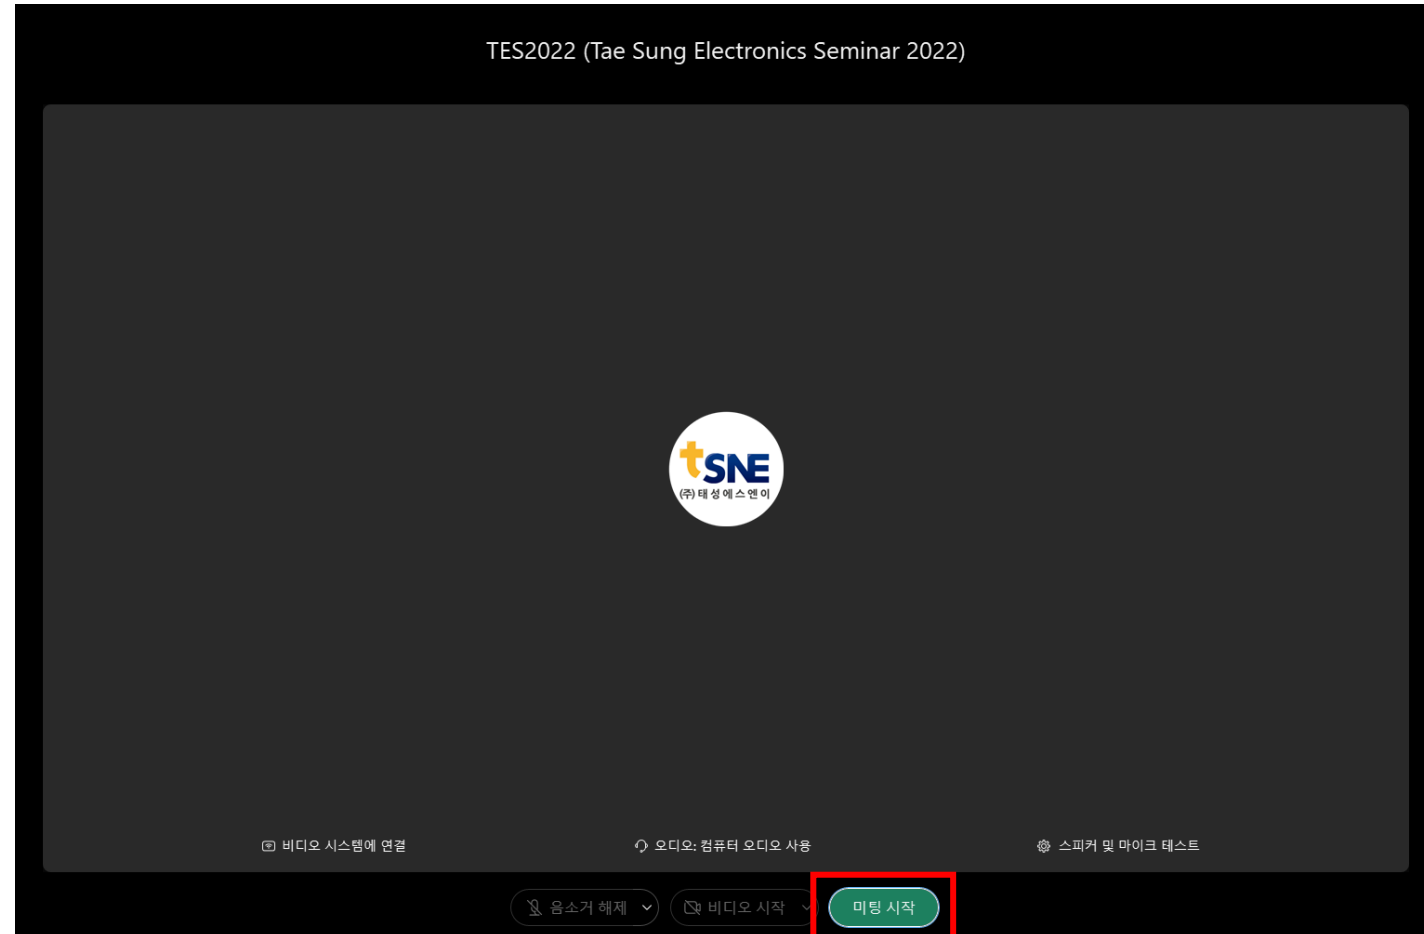 TES2022 (Tae Sung Electronics Seminar 2022)
tSNE
(주)태성에스엔이
비디오 시스템에 연결
오디오: 컴퓨터 오디오 사용
스피커 및 마이크 테스트
음소거 해제
비디오 시작
미팅 시작